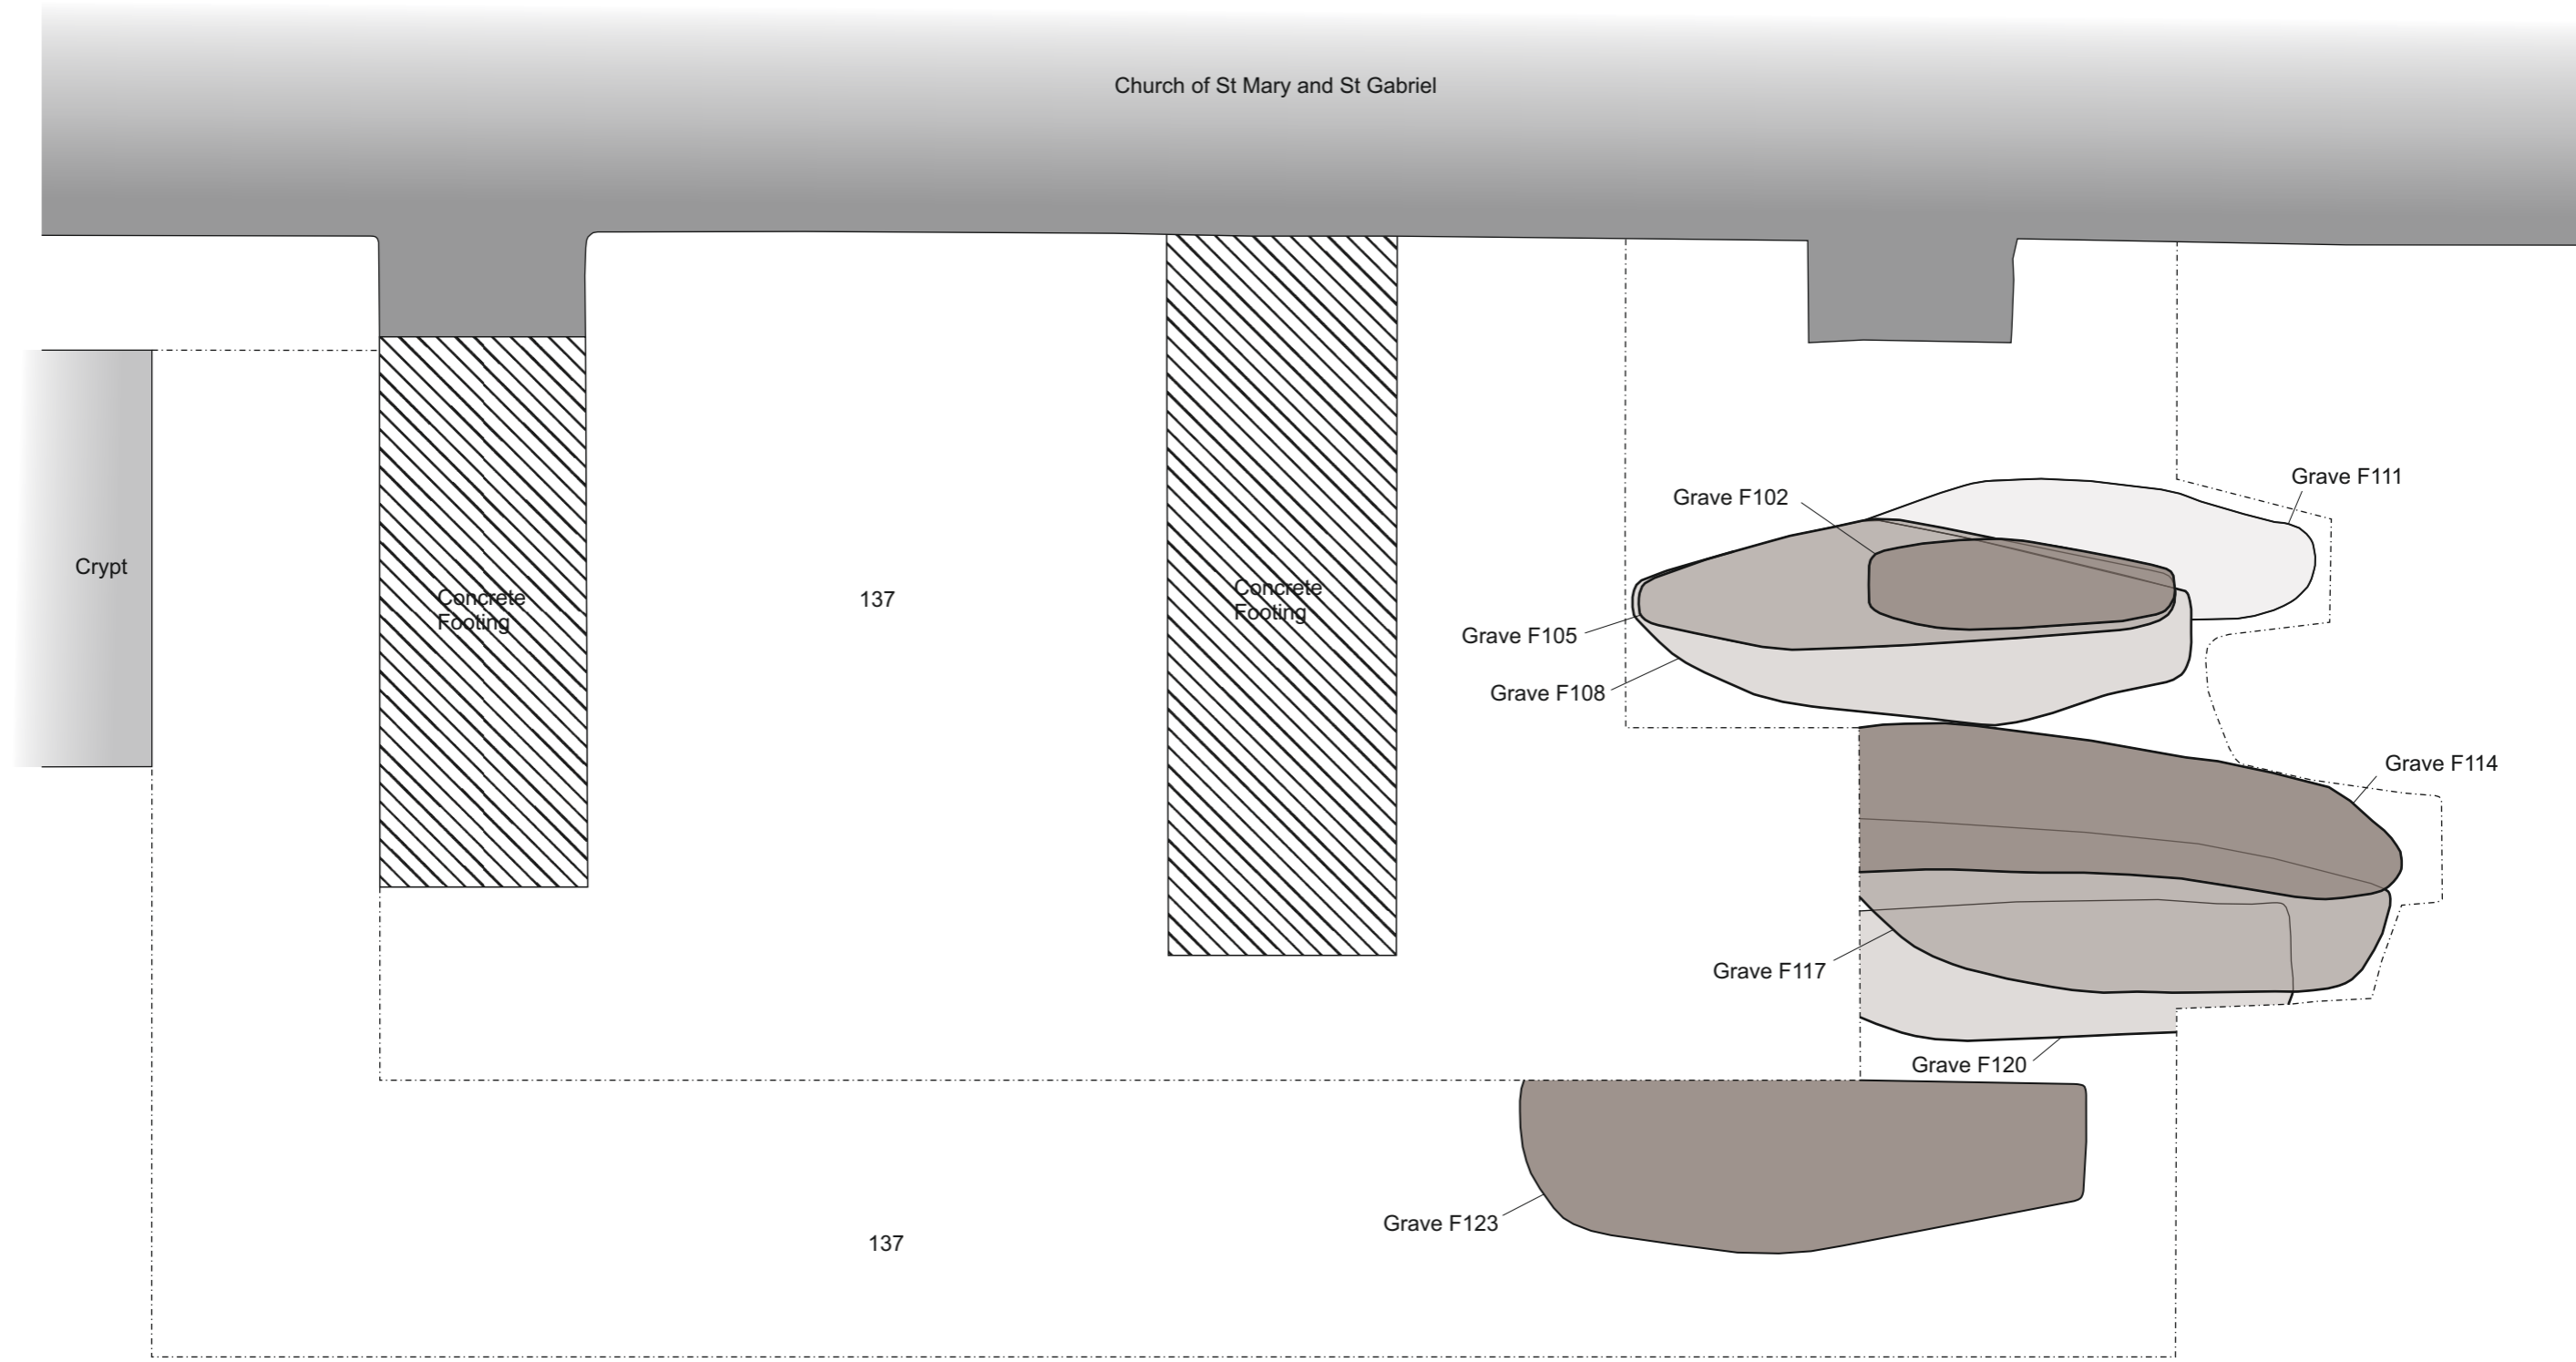 Church of St Mary and St Gabriel
Grave F111
Grave F102
Crypt
Concrete
Footing
137
Concrete
Footing
Grave F105
Grave F108
Grave F114
Grave F117
Grave F120
Grave F123
137